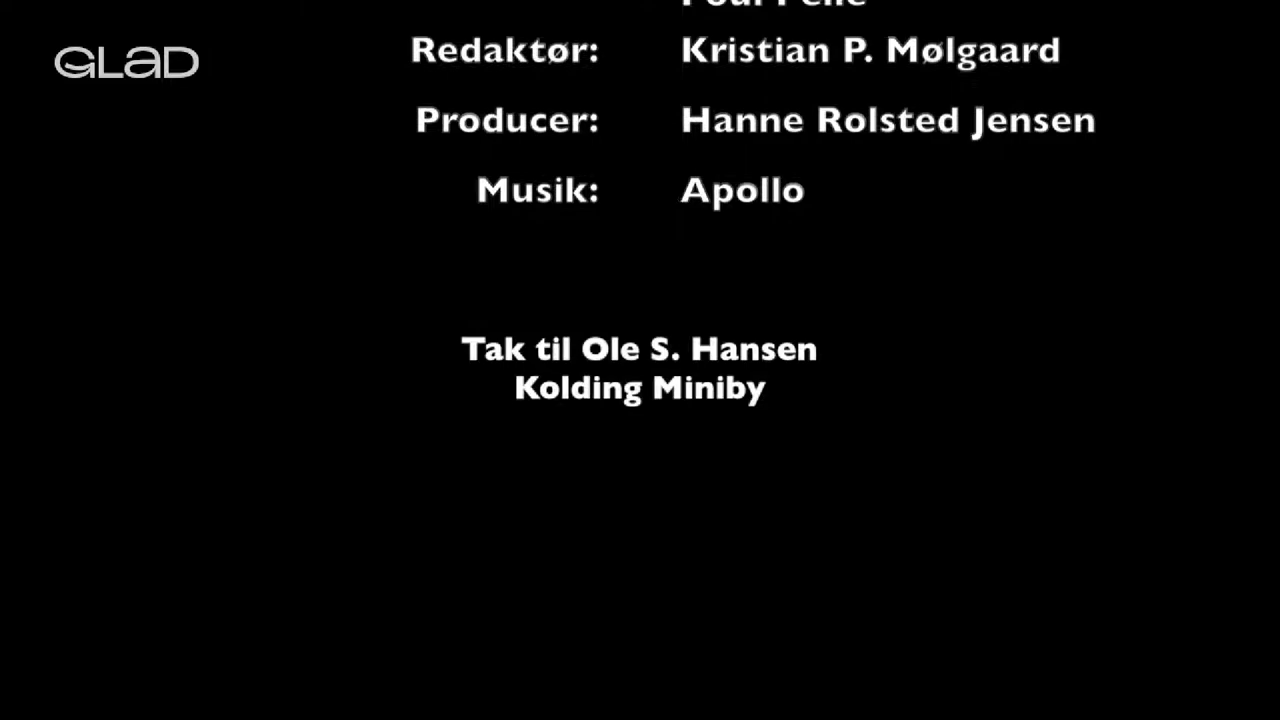 GLAD
Redaktør: Kristian P. Mølgaard
Producer: Hanne Rolsted Jensen
Musik: Apollo
Tak til Ole S. Hansen
Kolding Miniby